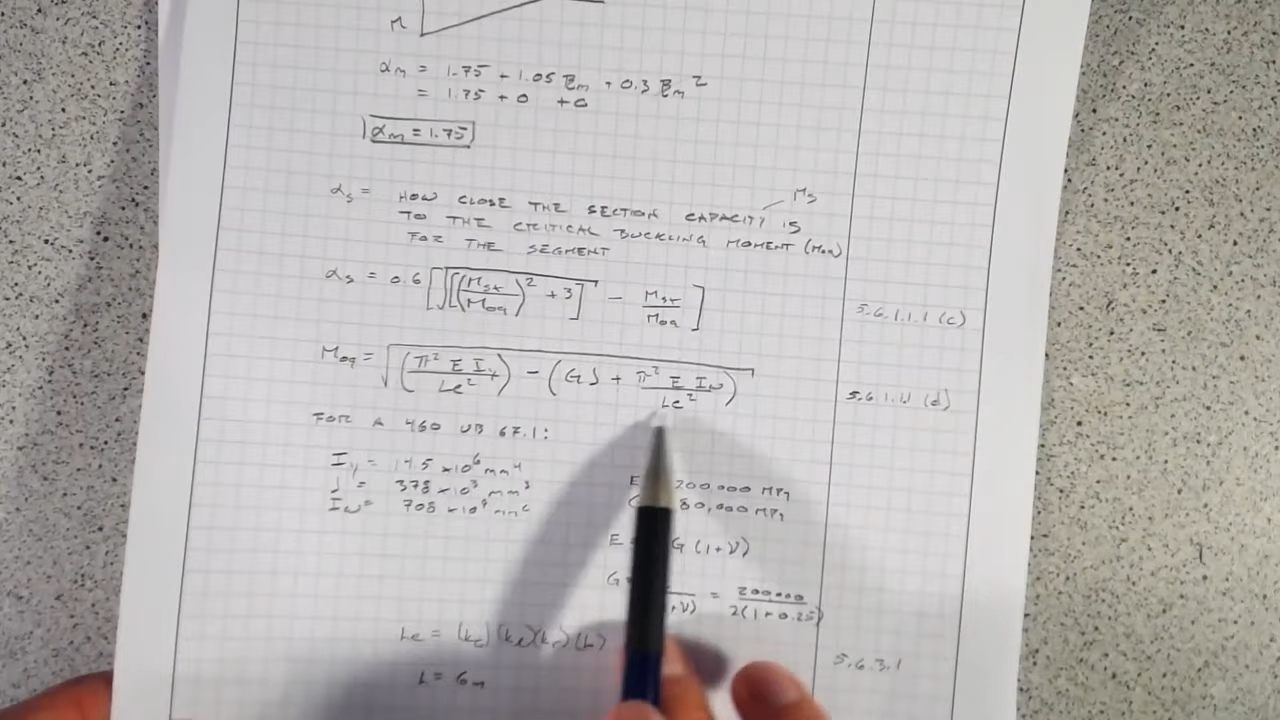 M
αm = 1.75 + 1.05 βm + 0.3 βm²
= 1.75 + 0 + 0
αm = 1.75
Ms
αs = HOW CLOSE THE SECTION CAPACITY IS
TO THE CRITICAL BUCKLING MOMENT (Moa)
FOR THE SEGMENT
αs = 0.6 [√[(Msx/Moa)² + 3] - Msx/Moa]
5.6.1.1.1 (c)
Moa = √(π² E Iy / Le²) - (GJ + π² E Iw / Le²)
5.6.1.1 (d)
FOR A 460 UB 67.1:
Iy = 14.5 × 10⁶ mm⁴
J = 378 × 10³ mm³
Iw = 708 × 10⁹ mm⁶
E 200,000 MPa
80,000 MPa
E = G (1 + ν)
G = , ν) = 200,000 / 2(1 + 0.25)
Le = (kt)(kl)(kr)(L)
5.6.3.1
L = 6m